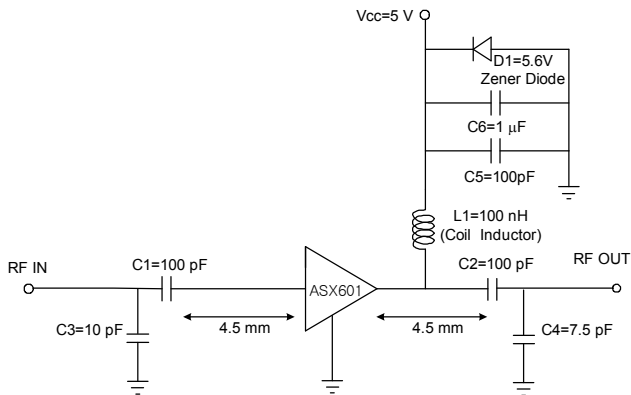 Vcc=5 V
D1=5.6V
Zener Diode
C6=1 μF
C5=100pF
L1=100 nH
(Coil Inductor)
RF IN
C1=100 pF
ASX601
C2=100 pF
RF OUT
C3=10 pF
4.5 mm
4.5 mm
C4=7.5 pF